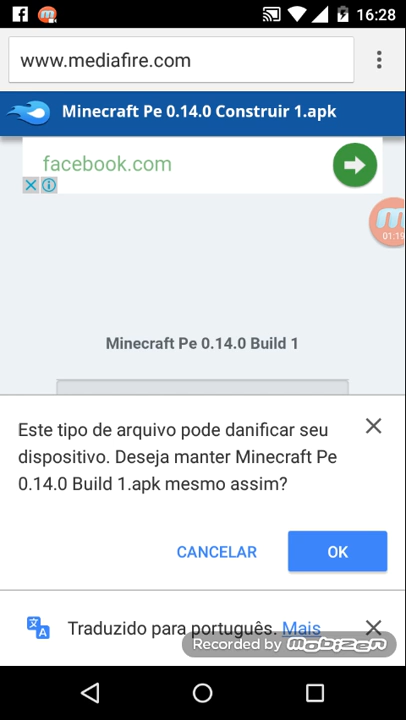 16:28
www.mediafire.com
Minecraft Pe 0.14.0 Construir 1.apk
facebook.com
01:19
Minecraft Pe 0.14.0 Build 1
Este tipo de arquivo pode danificar seu
dispositivo. Deseja manter Minecraft Pe
0.14.0 Build 1.apk mesmo assim?
CANCELAR OK
Traduzido para português. Mais
Recorded by mobizen